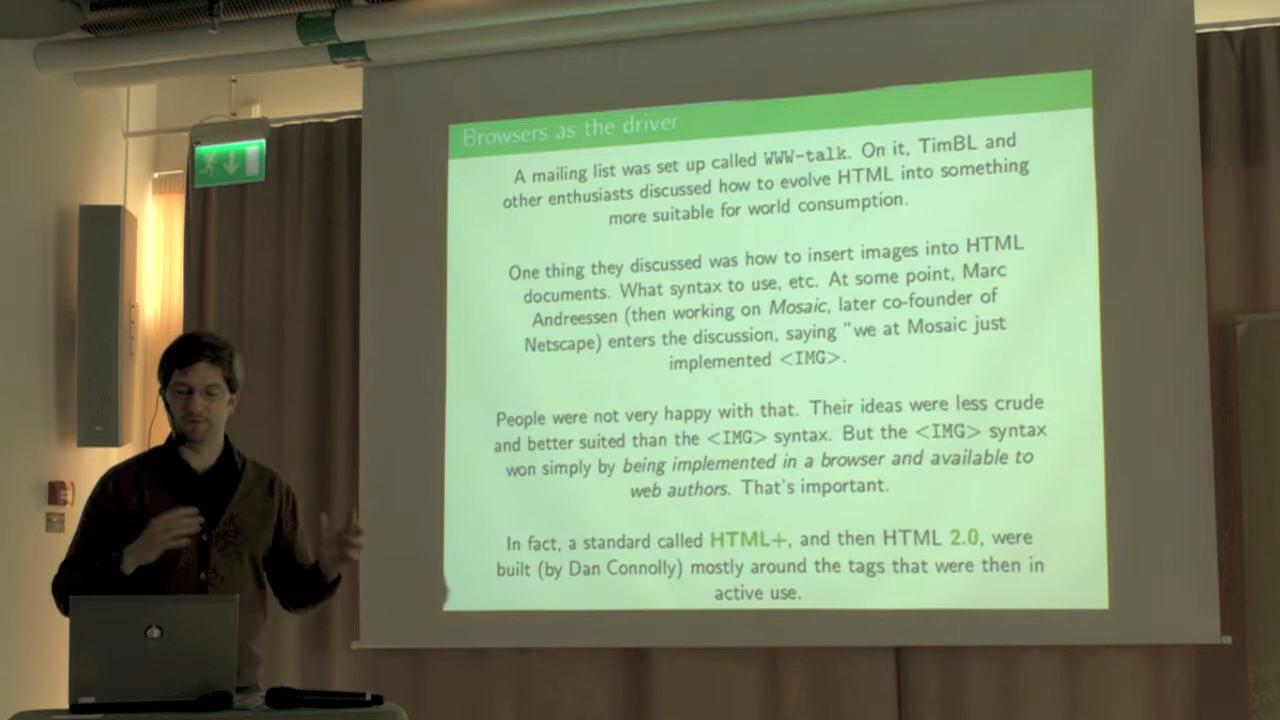 Browsers as the driver
A mailing list was set up called WWW-talk. On it, TimBL and
other enthusiasts discussed how to evolve HTML into something
more suitable for world consumption.
One thing they discussed was how to insert images into HTML
documents. What syntax to use, etc. At some point, Marc
Andreessen (then working on Mosaic, later co-founder of
Netscape) enters the discussion, saying "we at Mosaic just
implemented <IMG>.
People were not very happy with that. Their ideas were less crude
and better suited than the <IMG> syntax. But the <IMG> syntax
won simply by being implemented in a browser and available to
web authors. That's important.
In fact, a standard called HTML+, and then HTML 2.0, were
built (by Dan Connolly) mostly around the tags that were then in
active use.